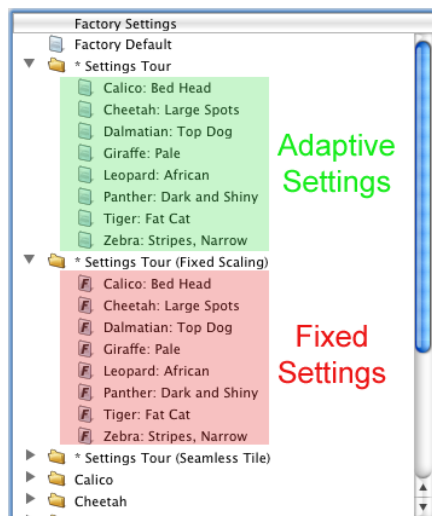 Factory Settings
Factory Default
* Settings Tour
Calico: Bed Head
Cheetah: Large Spots
Dalmatian: Top Dog
Giraffe: Pale
Leopard: African
Panther: Dark and Shiny
Tiger: Fat Cat
Zebra: Stripes, Narrow
Adaptive
Settings
* Settings Tour (Fixed Scaling)
F Calico: Bed Head
F Cheetah: Large Spots
F Dalmatian: Top Dog
F Giraffe: Pale
F Leopard: African
F Panther: Dark and Shiny
F Tiger: Fat Cat
F Zebra: Stripes, Narrow
Fixed
Settings
* Settings Tour (Seamless Tile)
Calico
Cheetah